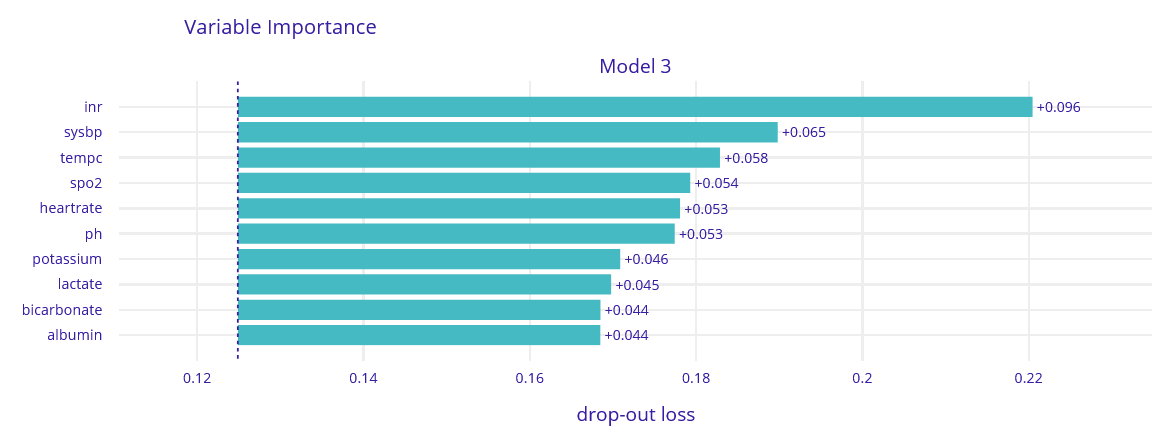 Variable Importance
Model 3
inr +0.096
sysbp +0.065
tempc +0.058
spo2 +0.054
heartrate +0.053
ph +0.053
potassium +0.046
lactate +0.045
bicarbonate +0.044
albumin +0.044
0.12 0.14 0.16 0.18 0.2 0.22
drop-out loss